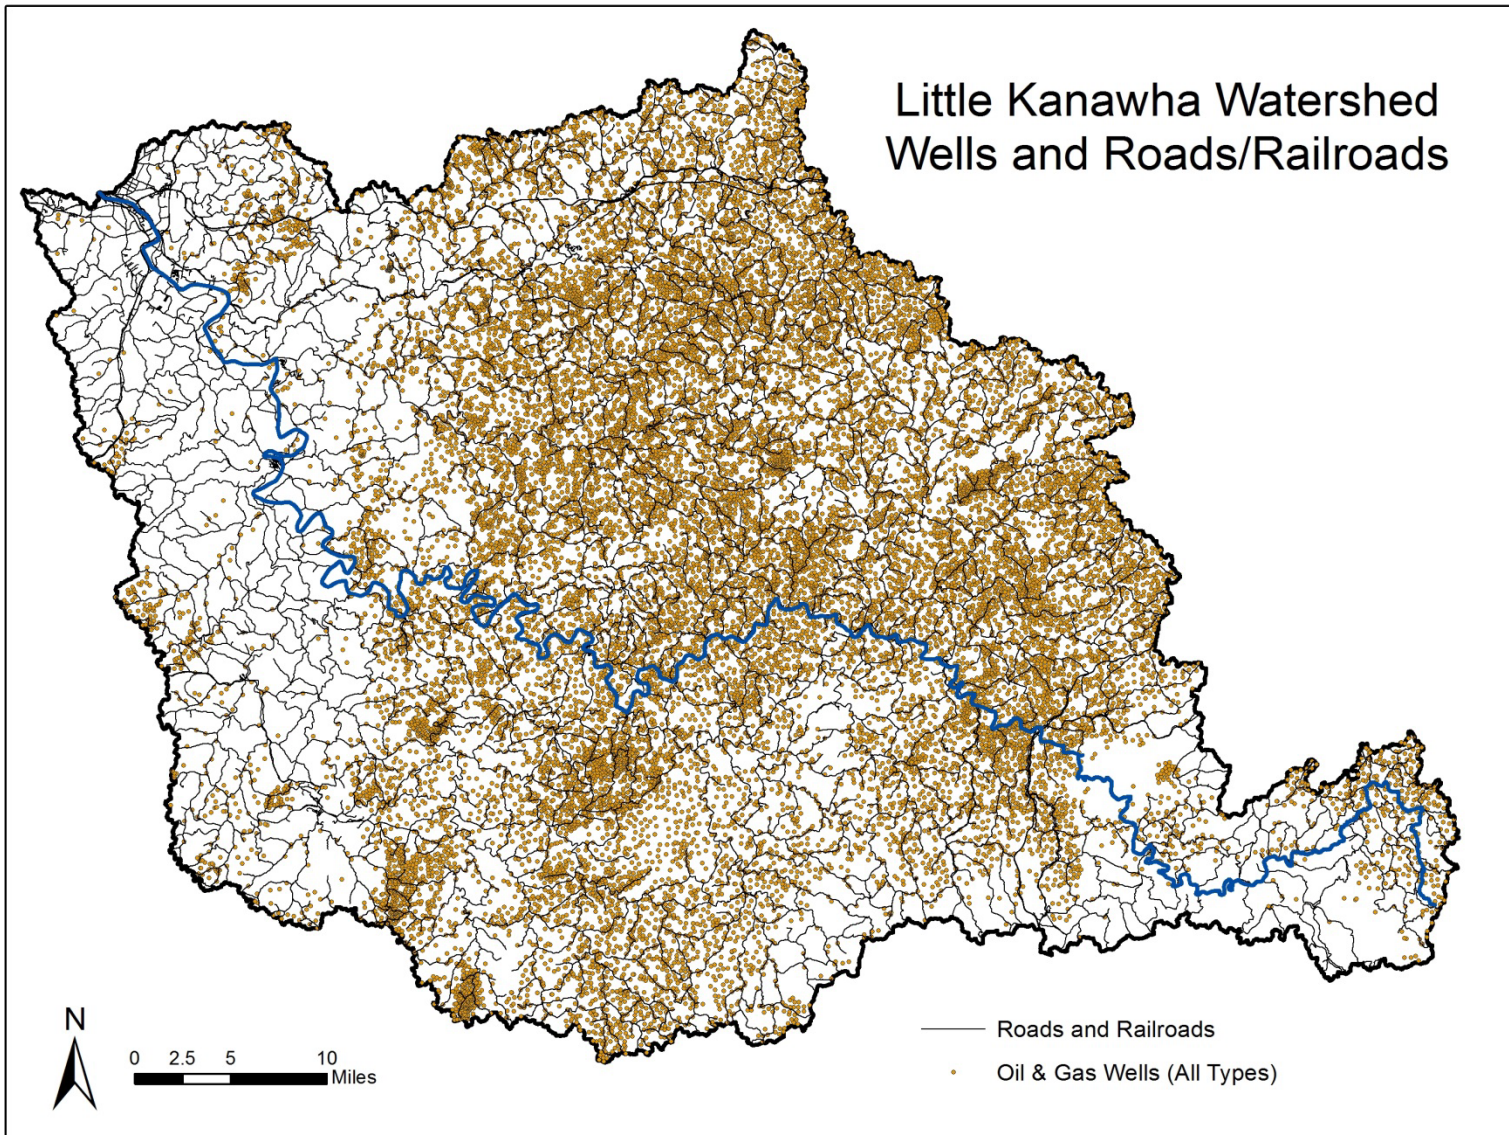 Little Kanawha Watershed
Wells and Roads/Railroads
N
0 2.5 5 10
Miles
Roads and Railroads
Oil & Gas Wells (All Types)